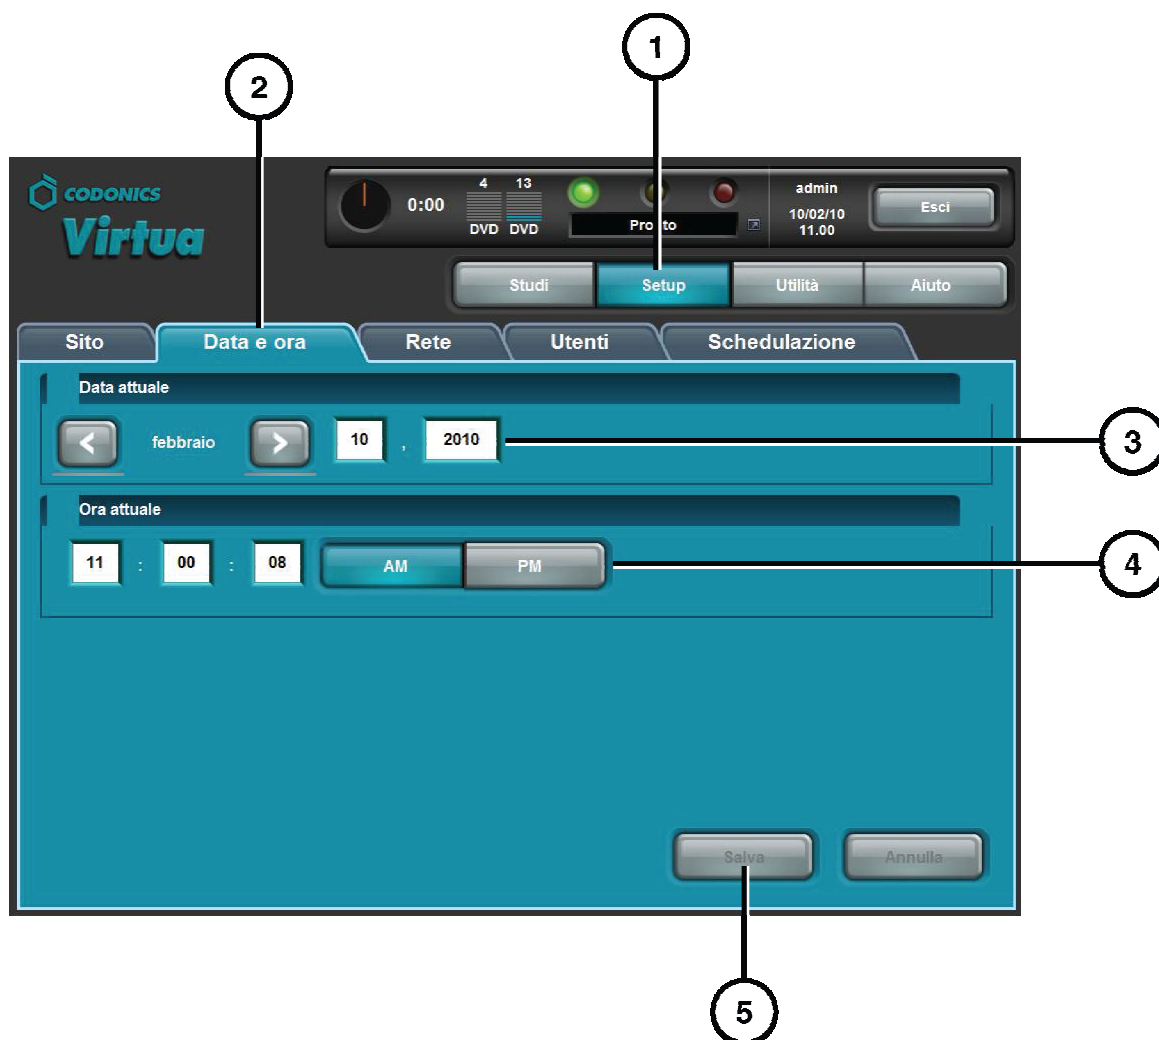 1
2
CODONICS
Virtua
0:00
4 13
DVD DVD
Pronto
admin
10/02/10
11.00
Esci
Studi Setup Utilità Aiuto
Sito Data e ora Rete Utenti Schedulazione
Data attuale
< febbraio > 10 , 2010
3
Ora attuale
11 : 00 : 08 AM PM
4
Salva Annulla
5